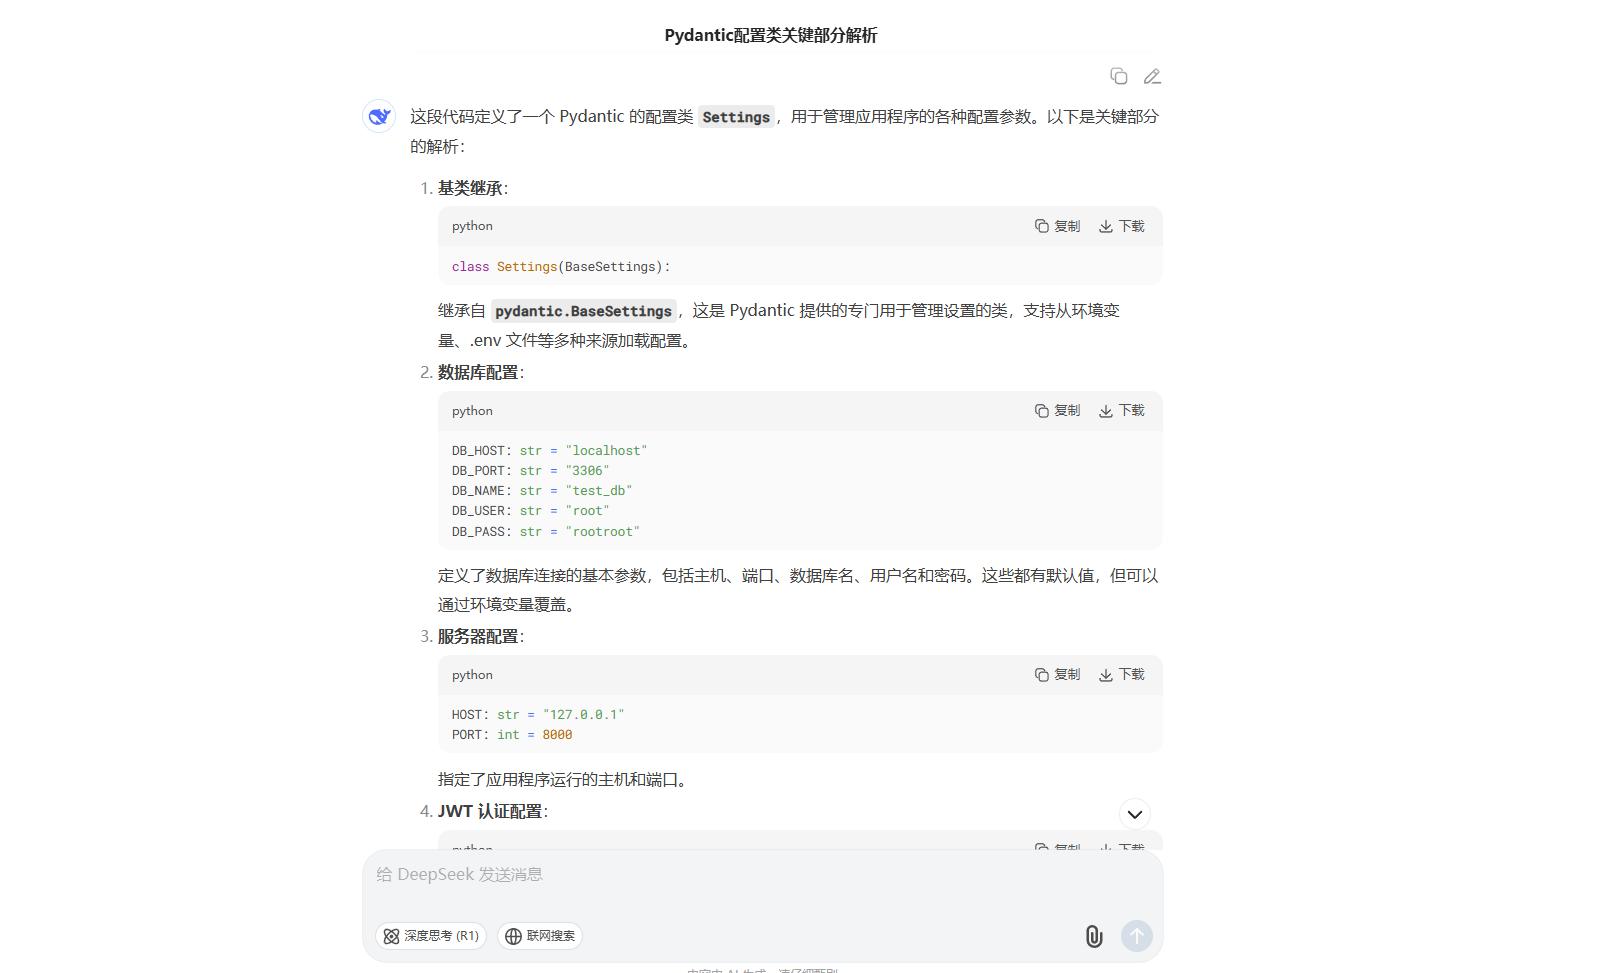 Pydantic配置类关键部分解析
这段代码定义了一个 Pydantic 的配置类 Settings，用于管理应用程序的各种配置参数。以下是关键部分
的解析：
1. 基类继承：
python 复制 下载
class Settings(BaseSettings):
继承自 pydantic.BaseSettings，这是 Pydantic 提供的专门用于管理设置的类，支持从环境变
量、.env 文件等多种来源加载配置。
2. 数据库配置：
python 复制 下载
DB_HOST: str = "localhost"
DB_PORT: str = "3306"
DB_NAME: str = "test_db"
DB_USER: str = "root"
DB_PASS: str = "rootroot"
定义了数据库连接的基本参数，包括主机、端口、数据库名、用户名和密码。这些都有默认值，但可以
通过环境变量覆盖。
3. 服务器配置：
python 复制 下载
HOST: str = "127.0.0.1"
PORT: int = 8000
指定了应用程序运行的主机和端口。
4. JWT 认证配置：
python 复制 下载
给 DeepSeek 发送消息
深度思考 (R1) 联网搜索